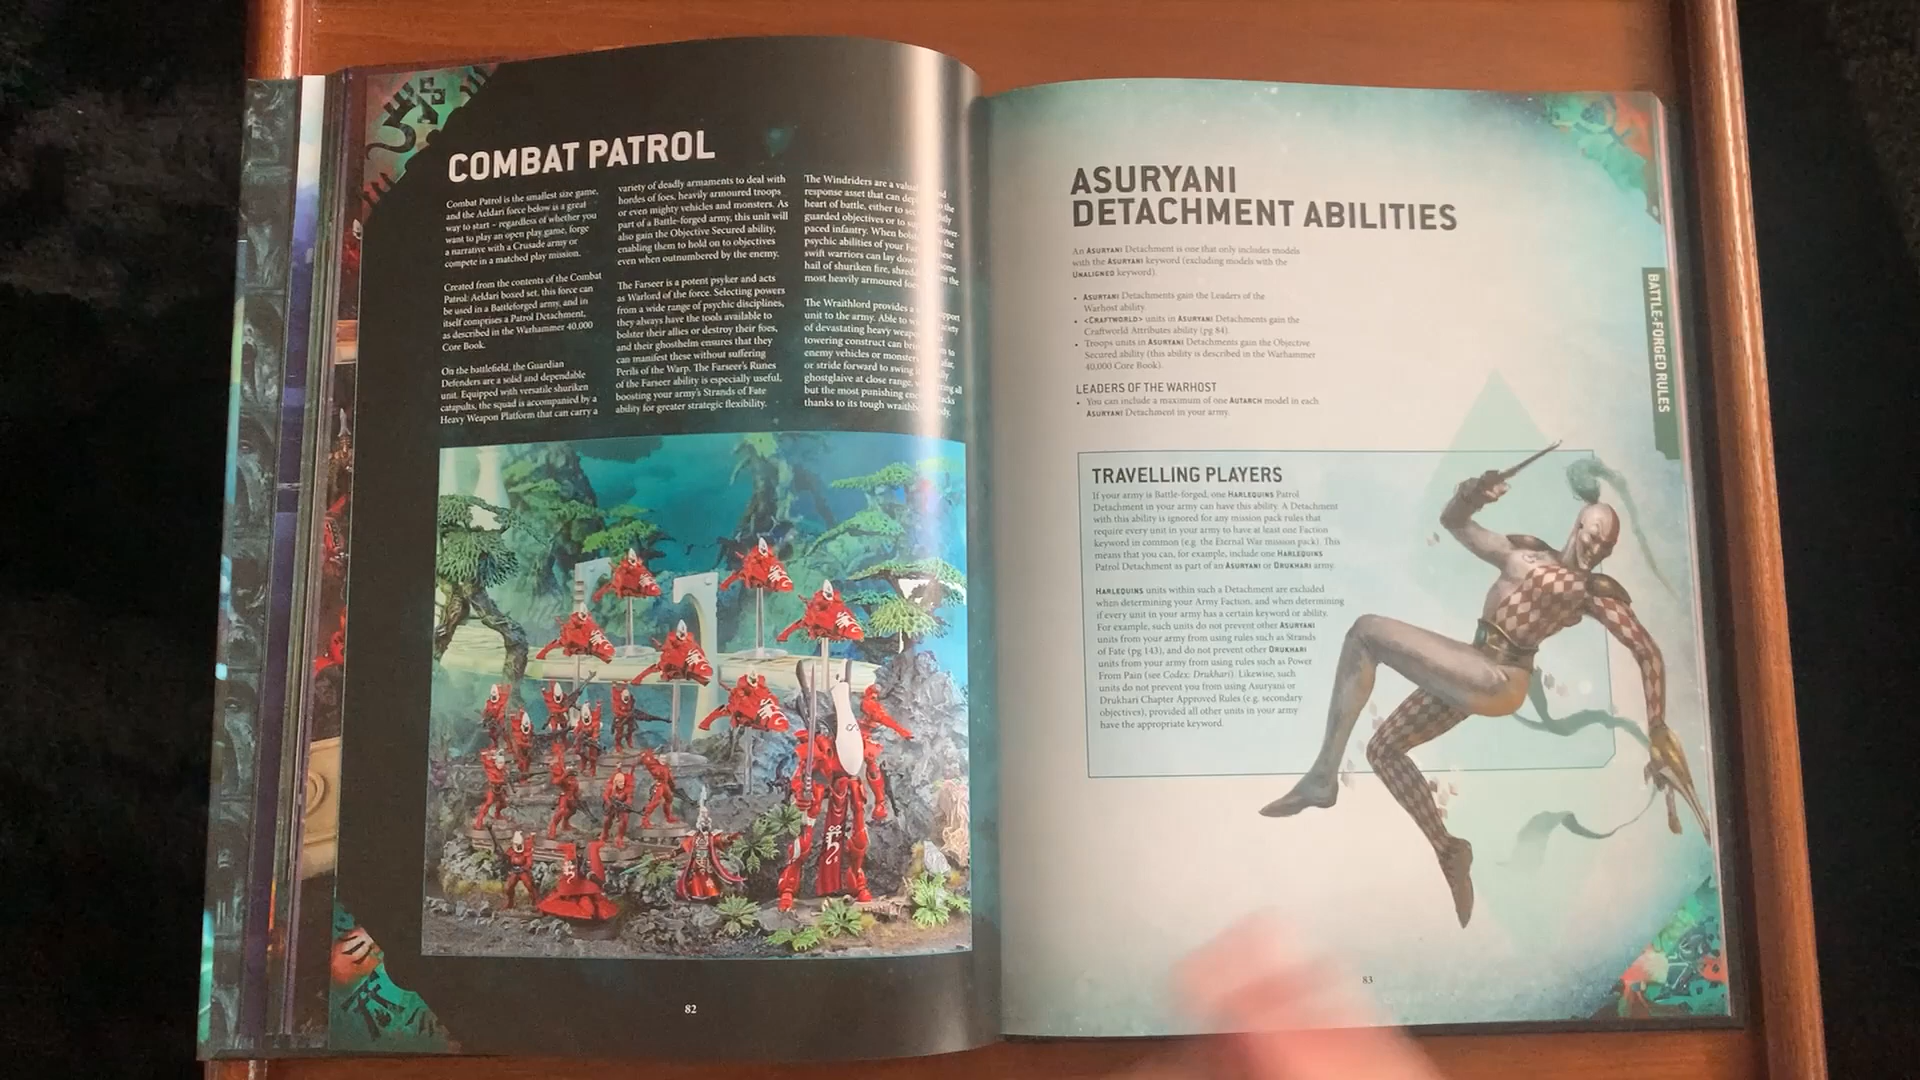 COMBAT PATROL
Combat Patrol is the smallest size game,
and the Aeldari force below is a great
way to start – regardless of whether you
want to play an open play game, forge
a narrative with a Crusade army or
compete in a matched play mission.
Created from the contents of the Combat
Patrol: Aeldari boxed set, this force can
be used in a Battleforged army, and in
itself comprises a Patrol Detachment,
as described in the Warhammer 40,000
Core Book.
On the battlefield, the Guardian
Defenders are a solid and dependable
unit. Equipped with versatile shuriken
catapults, the squad is accompanied by a
Heavy Weapon Platform that can carry a
variety of deadly armaments to deal with
hordes of foes, heavily armoured troops
or even mighty vehicles and monsters. As
part of a Battle-forged army, this unit will
also gain the Objective Secured ability,
enabling them to hold on to objectives
even when outnumbered by the enemy.
The Farseer is a potent psyker and acts
as Warlord of the force. Selecting powers
from a wide range of psychic disciplines,
they always have the tools available to
bolster their allies or destroy their foes,
and their ghosthelm ensures that they
can manifest these without suffering
Perils of the Warp. The Farseer's Runes
of the Farseer ability is especially useful,
boosting your army's Strands of Fate
ability for greater strategic flexibility.
The Windriders are a
response asset that can
heart of battle, either to
guarded objectives or to
paced infantry. When
psychic abilities of your
swift warriors can lay down
hail of shuriken fire,
most heavily armoured
The Wraithlord provides a
unit to the army. Able to
of devastating heavy
towering construct can
enemy vehicles or
or stride forward to swing
ghostglaive at close range,
but the most punishing
thanks to its tough
82
ASURYANI
DETACHMENT ABILITIES
An ASURYANI Detachment is one that only includes models
with the ASURYANI keyword (excluding models with the
UNALIGNED keyword).
• ASURYANI Detachments gain the Leaders of the
Warhost ability.
• <CRAFTWORLD> units in ASURYANI Detachments gain the
Craftworld Attributes ability (pg 84).
• Troops units in ASURYANI Detachments gain the Objective
Secured ability (this ability is described in the Warhammer
40,000 Core Book).
LEADERS OF THE WARHOST
• You can include a maximum of one AUTARCH model in each
ASURYANI Detachment in your army.
TRAVELLING PLAYERS
If your army is Battle-forged, one HARLEQUINS Patrol
Detachment in your army can have this ability. A Detachment
with this ability is ignored for any mission pack rules that
require every unit in your army to have at least one Faction
keyword in common (e.g. the Eternal War mission pack). This
means that you can, for example, include one HARLEQUINS
Patrol Detachment as part of an ASURYANI or DRUKHARI army.
HARLEQUINS units within such a Detachment are excluded
when determining your Army Faction, and when determining
if every unit in your army has a certain keyword or ability.
For example, such units do not prevent other ASURYANI
units from your army from using rules such as Strands
of Fate (pg 143), and do not prevent other DRUKHARI
units from your army from using rules such as Power
From Pain (see Codex: Drukhari). Likewise, such
units do not prevent you from using Asuryani or
Drukhari Chapter Approved Rules (e.g. secondary
objectives), provided all other units in your army
have the appropriate keyword.
BATTLE-FORGED RULES
83